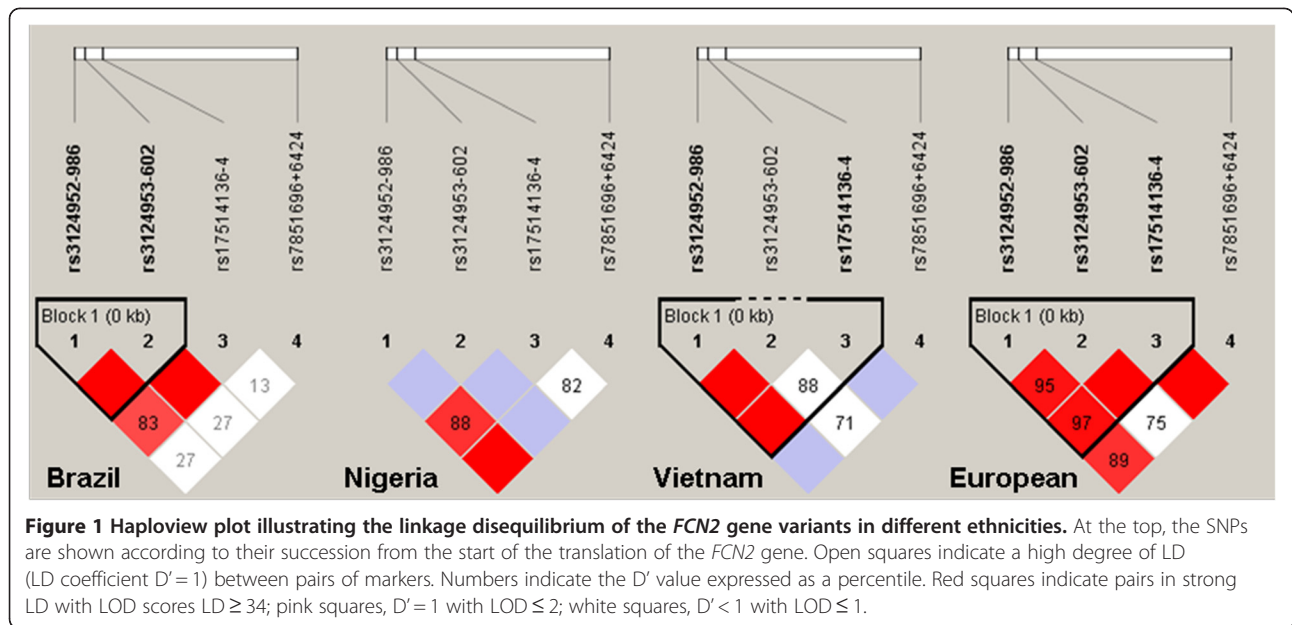 rs3124952-986
rs3124953-602
rs17514136-4
rs7851696+6424
Block 1 (0 kb)
1 2 3 4
13
83 27
27
Brazil
rs3124952-986
rs3124953-602
rs17514136-4
rs7851696+6424
1 2 3 4
82
88
Nigeria
rs3124952-986
rs3124953-602
rs17514136-4
rs7851696+6424
Block 1 (0 kb)
1 2 3 4
88
71
Vietnam
rs3124952-986
rs3124953-602
rs17514136-4
rs7851696+6424
Block 1 (0 kb)
1 2 3 4
95
97 75
89
European
Figure 1 Haploview plot illustrating the linkage disequilibrium of the FCN2 gene variants in different ethnicities. At the top, the SNPs
are shown according to their succession from the start of the translation of the FCN2 gene. Open squares indicate a high degree of LD
(LD coefficient D′ = 1) between pairs of markers. Numbers indicate the D′ value expressed as a percentile. Red squares indicate pairs in strong
LD with LOD scores LD ≥ 34; pink squares, D′ = 1 with LOD ≤ 2; white squares, D′ < 1 with LOD ≤ 1.